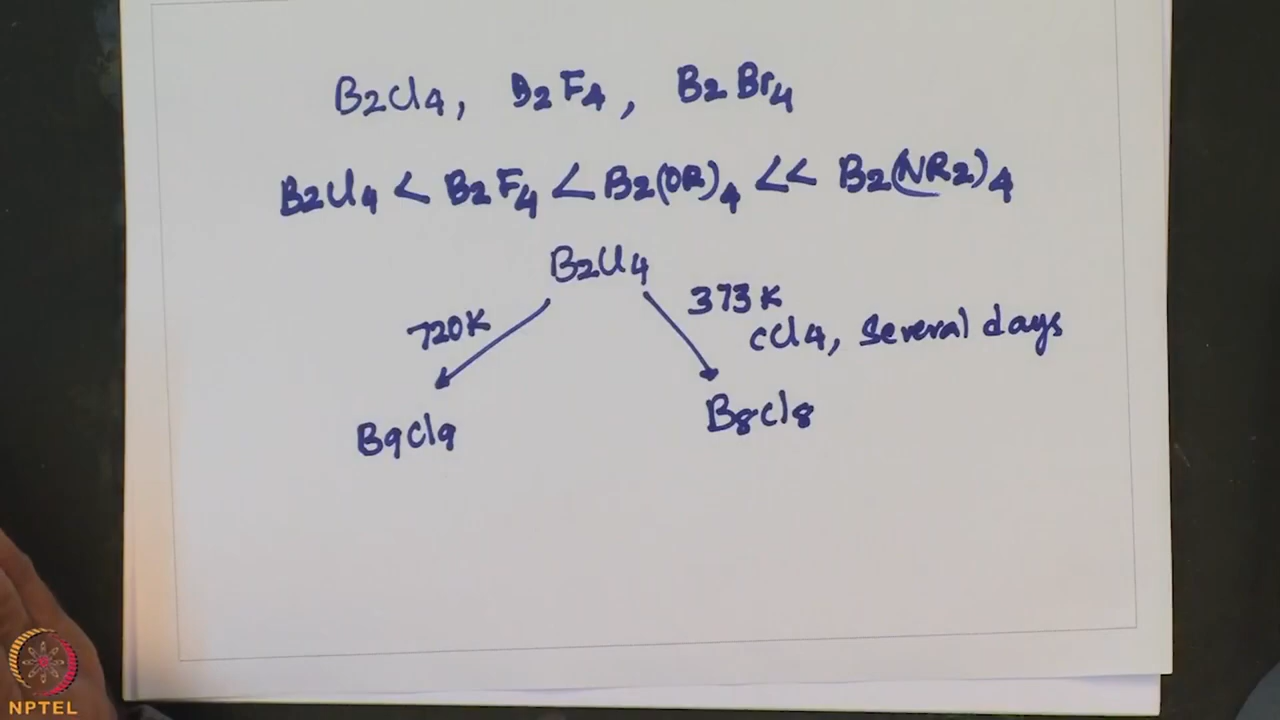 B2Cl4, B2F4, B2Br4
B2Cl4 < B2F4 < B2(OR)4 << B2(NR2)4
B2Cl4
720K
373K
CCl4, Several days
B9Cl9
B8Cl8
NPTEL